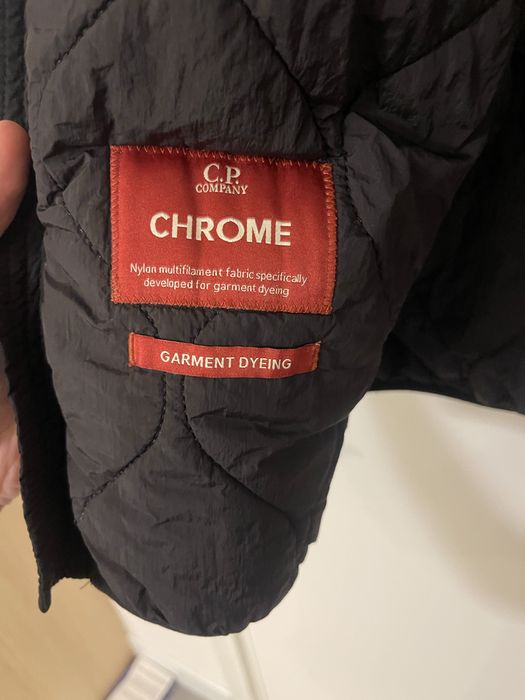 C.P.
COMPANY
CHROME
Nylon multifilament fabric specifically
developed for garment dyeing
GARMENT DYEING